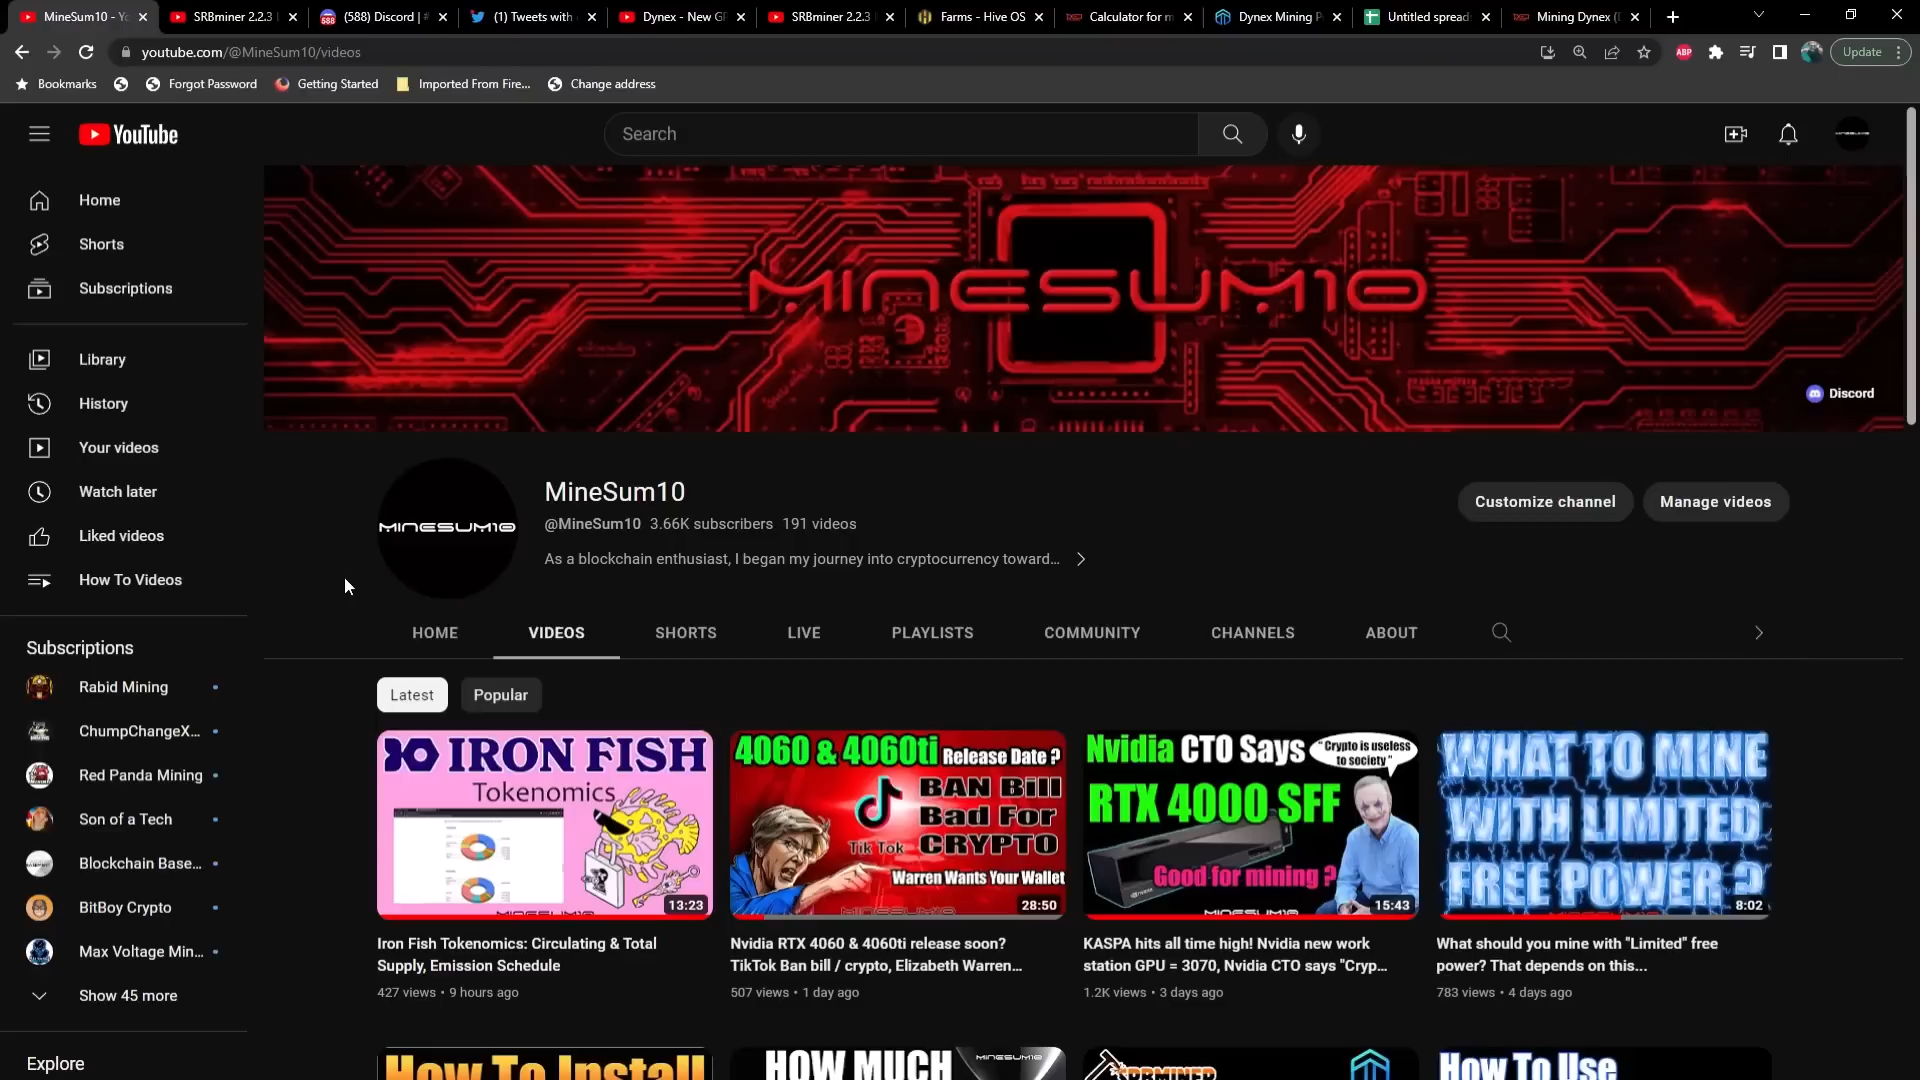 MineSum10 - Yo
SRBminer 2.2.3
(588) Discord | #
(1) Tweets with
Dynex - New GP
SRBminer 2.2.3
Farms - Hive OS
Calculator for m
Dynex Mining P
Untitled spread
Mining Dynex (
youtube.com/@MineSum10/videos
ABP
Update
Bookmarks
Forgot Password
Getting Started
Imported From Fire...
Change address
YouTube
Search
Home
Shorts
Subscriptions
Library
History
Your videos
Watch later
Liked videos
How To Videos
Subscriptions
Rabid Mining
ChumpChangeX...
Red Panda Mining
Son of a Tech
Blockchain Base...
BitBoy Crypto
Max Voltage Min...
Show 45 more
Explore
MINESUM10
Discord
MINESUM10
MineSum10
@MineSum10 3.66K subscribers 191 videos
As a blockchain enthusiast, I began my journey into cryptocurrency toward...
Customize channel
Manage videos
HOME
VIDEOS
SHORTS
LIVE
PLAYLISTS
COMMUNITY
CHANNELS
ABOUT
Latest
Popular
IRON FISH
Tokenomics
MINESUM10
13:23
Iron Fish Tokenomics: Circulating & Total
Supply, Emission Schedule
427 views • 9 hours ago
4060 & 4060ti Release Date ?
BAN Bill
Bad For
Tik Tok CRYPTO
Warren Wants Your Wallet
MINESUM10
28:50
Nvidia RTX 4060 & 4060ti release soon?
TikTok Ban bill / crypto, Elizabeth Warren...
507 views • 1 day ago
Nvidia CTO Says
"Crypto is useless
to society"
RTX 4000 SFF
Good for mining ?
MINESUM10
15:43
KASPA hits all time high! Nvidia new work
station GPU = 3070, Nvidia CTO says "Cryp...
1.2K views • 3 days ago
WHAT TO MINE
WITH LIMITED
FREE POWER ?
MINESUM10
8:02
What should you mine with "Limited" free
power? That depends on this...
783 views • 4 days ago
How To Install
HOW MUCH
MINESUM10
SRBMINER
How To Use